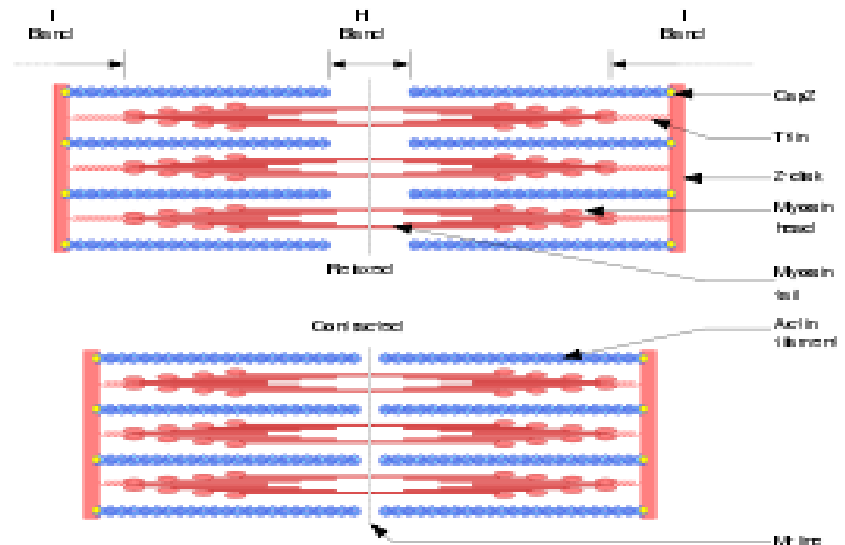 I
Band
H
Band
I
Band
CapZ
Titin
Z-disk
Myosin
head
Myosin
tail
Relaxed
Contracted
Actin
filament
M-line